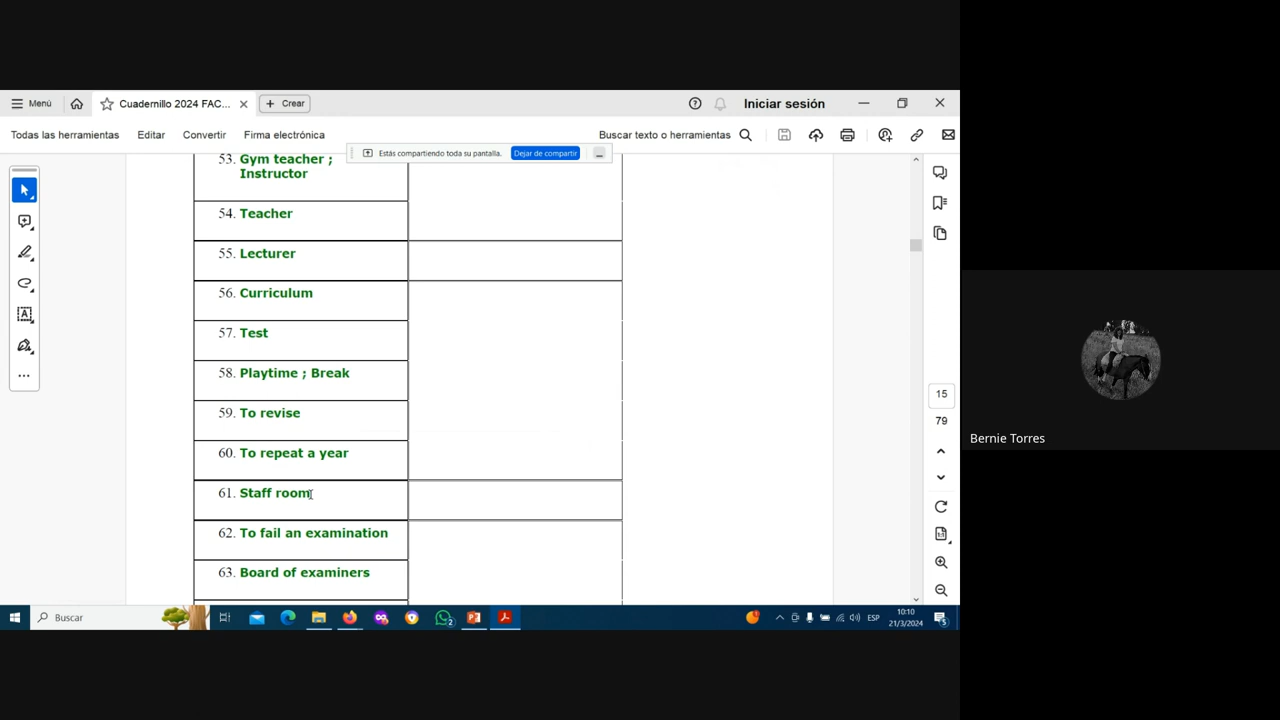 Menú
Cuadernillo 2024 FAC...
Crear
Iniciar sesión
Todas las herramientas
Editar
Convertir
Firma electrónica
Buscar texto o herramientas
Estás compartiendo toda su pantalla.
Dejar de compartir
53. Gym teacher ;
Instructor
54. Teacher
55. Lecturer
56. Curriculum
57. Test
58. Playtime ; Break
59. To revise
60. To repeat a year
61. Staff room
62. To fail an examination
63. Board of examiners
15
79
Bernie Torres
Buscar
2
ESP
10:10
21/3/2024
5